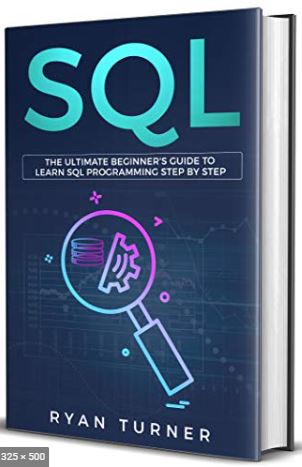 SQL
THE ULTIMATE BEGINNER'S GUIDE TO
LEARN SQL PROGRAMMING STEP BY STEP
RYAN TURNER
325 × 500